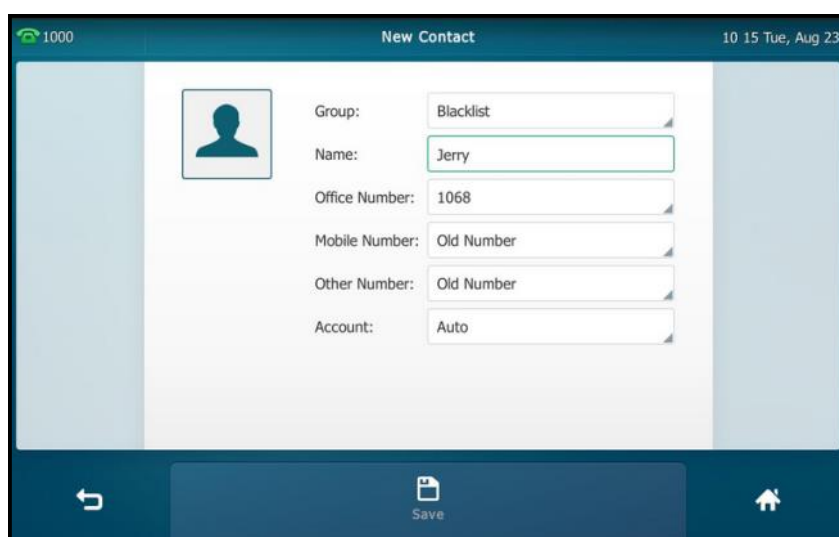 1000 New Contact 10 15 Tue, Aug 23
Group: Blacklist
Name: Jerry
Office Number: 1068
Mobile Number: Old Number
Other Number: Old Number
Account: Auto
Save